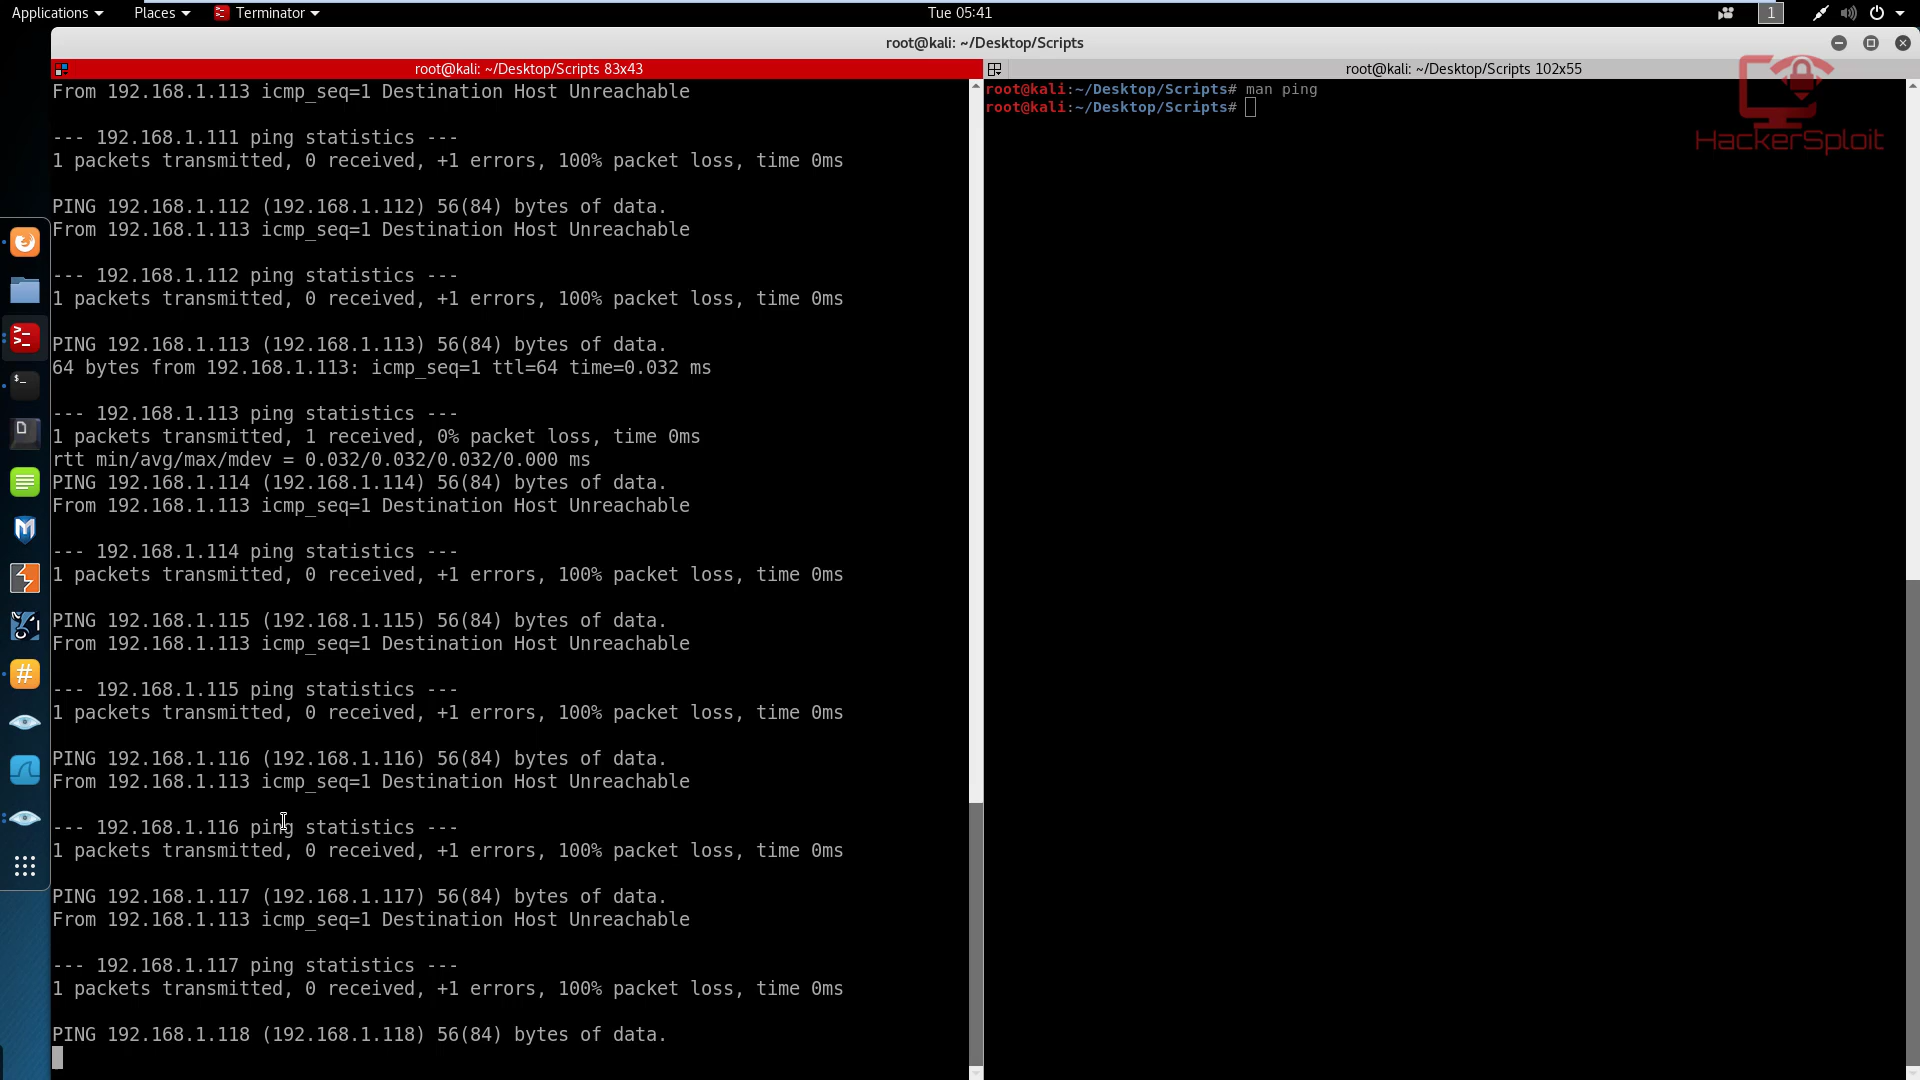 Applications
Places
Terminator
Tue 05:41
1
root@kali: ~/Desktop/Scripts
root@kali: ~/Desktop/Scripts 83x43
From 192.168.1.113 icmp_seq=1 Destination Host Unreachable
--- 192.168.1.111 ping statistics ---
1 packets transmitted, 0 received, +1 errors, 100% packet loss, time 0ms
PING 192.168.1.112 (192.168.1.112) 56(84) bytes of data.
From 192.168.1.113 icmp_seq=1 Destination Host Unreachable
--- 192.168.1.112 ping statistics ---
1 packets transmitted, 0 received, +1 errors, 100% packet loss, time 0ms
PING 192.168.1.113 (192.168.1.113) 56(84) bytes of data.
64 bytes from 192.168.1.113: icmp_seq=1 ttl=64 time=0.032 ms
--- 192.168.1.113 ping statistics ---
1 packets transmitted, 1 received, 0% packet loss, time 0ms
rtt min/avg/max/mdev = 0.032/0.032/0.032/0.000 ms
PING 192.168.1.114 (192.168.1.114) 56(84) bytes of data.
From 192.168.1.113 icmp_seq=1 Destination Host Unreachable
--- 192.168.1.114 ping statistics ---
1 packets transmitted, 0 received, +1 errors, 100% packet loss, time 0ms
PING 192.168.1.115 (192.168.1.115) 56(84) bytes of data.
From 192.168.1.113 icmp_seq=1 Destination Host Unreachable
--- 192.168.1.115 ping statistics ---
1 packets transmitted, 0 received, +1 errors, 100% packet loss, time 0ms
PING 192.168.1.116 (192.168.1.116) 56(84) bytes of data.
From 192.168.1.113 icmp_seq=1 Destination Host Unreachable
--- 192.168.1.116 ping statistics ---
1 packets transmitted, 0 received, +1 errors, 100% packet loss, time 0ms
PING 192.168.1.117 (192.168.1.117) 56(84) bytes of data.
From 192.168.1.113 icmp_seq=1 Destination Host Unreachable
--- 192.168.1.117 ping statistics ---
1 packets transmitted, 0 received, +1 errors, 100% packet loss, time 0ms
PING 192.168.1.118 (192.168.1.118) 56(84) bytes of data.
root@kali: ~/Desktop/Scripts 102x55
root@kali:~/Desktop/Scripts# man ping
root@kali:~/Desktop/Scripts#
HackerSploit